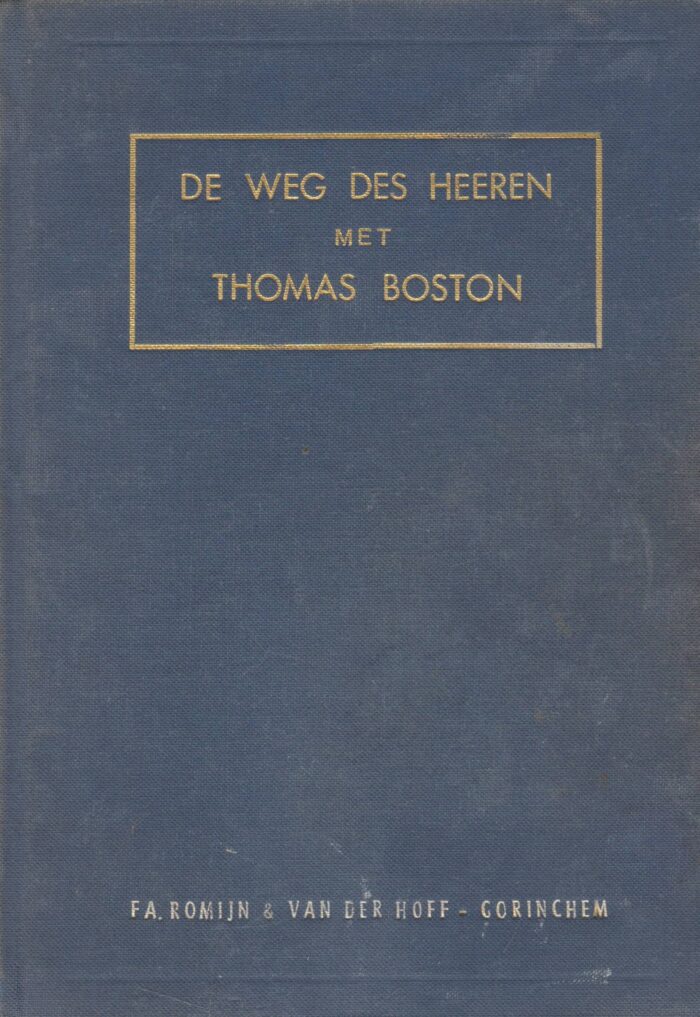 DE WEG DES HEEREN
MET
THOMAS BOSTON
FA. ROMIJN & VAN DER HOFF - GORINCHEM